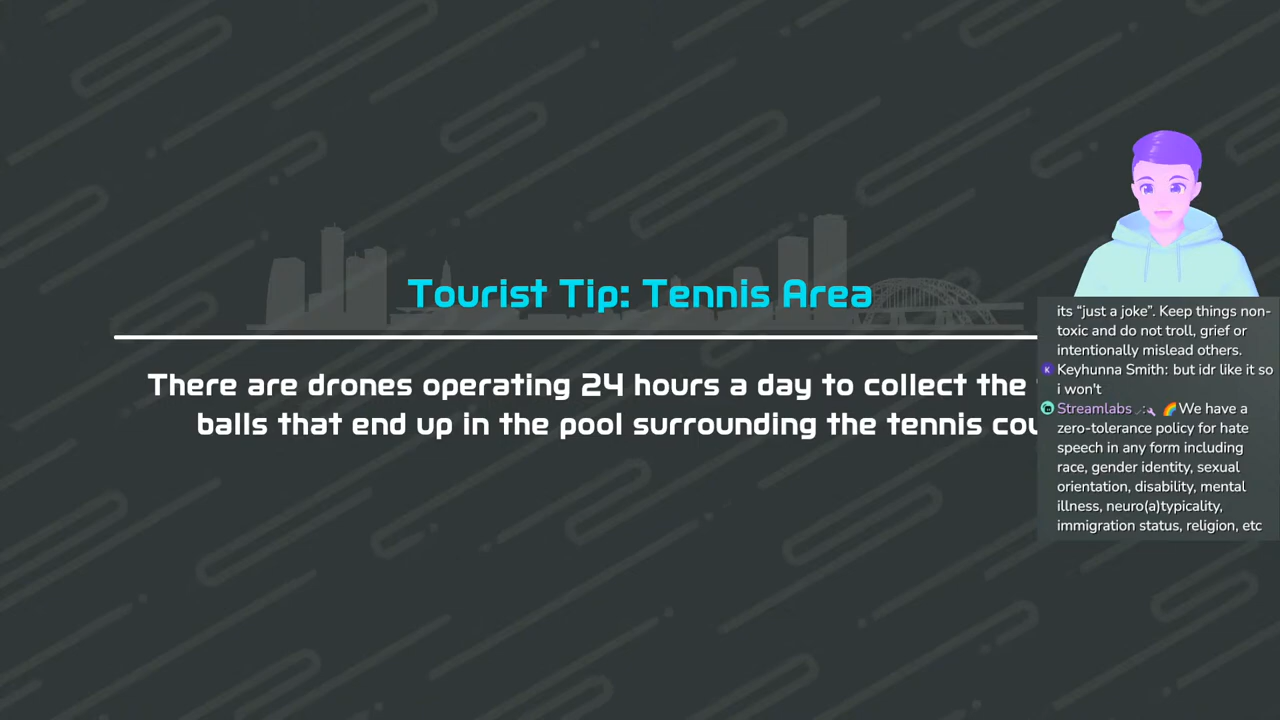 Tourist Tip: Tennis Area
There are drones operating 24 hours a day to collect the
balls that end up in the pool surrounding the tennis cou
its “just a joke”. Keep things non-
toxic and do not troll, grief or
intentionally mislead others.
K Keyhunna Smith: but idr like it so
i won't
Streamlabs : We have a
zero-tolerance policy for hate
speech in any form including
race, gender identity, sexual
orientation, disability, mental
illness, neuro(a)typicality,
immigration status, religion, etc